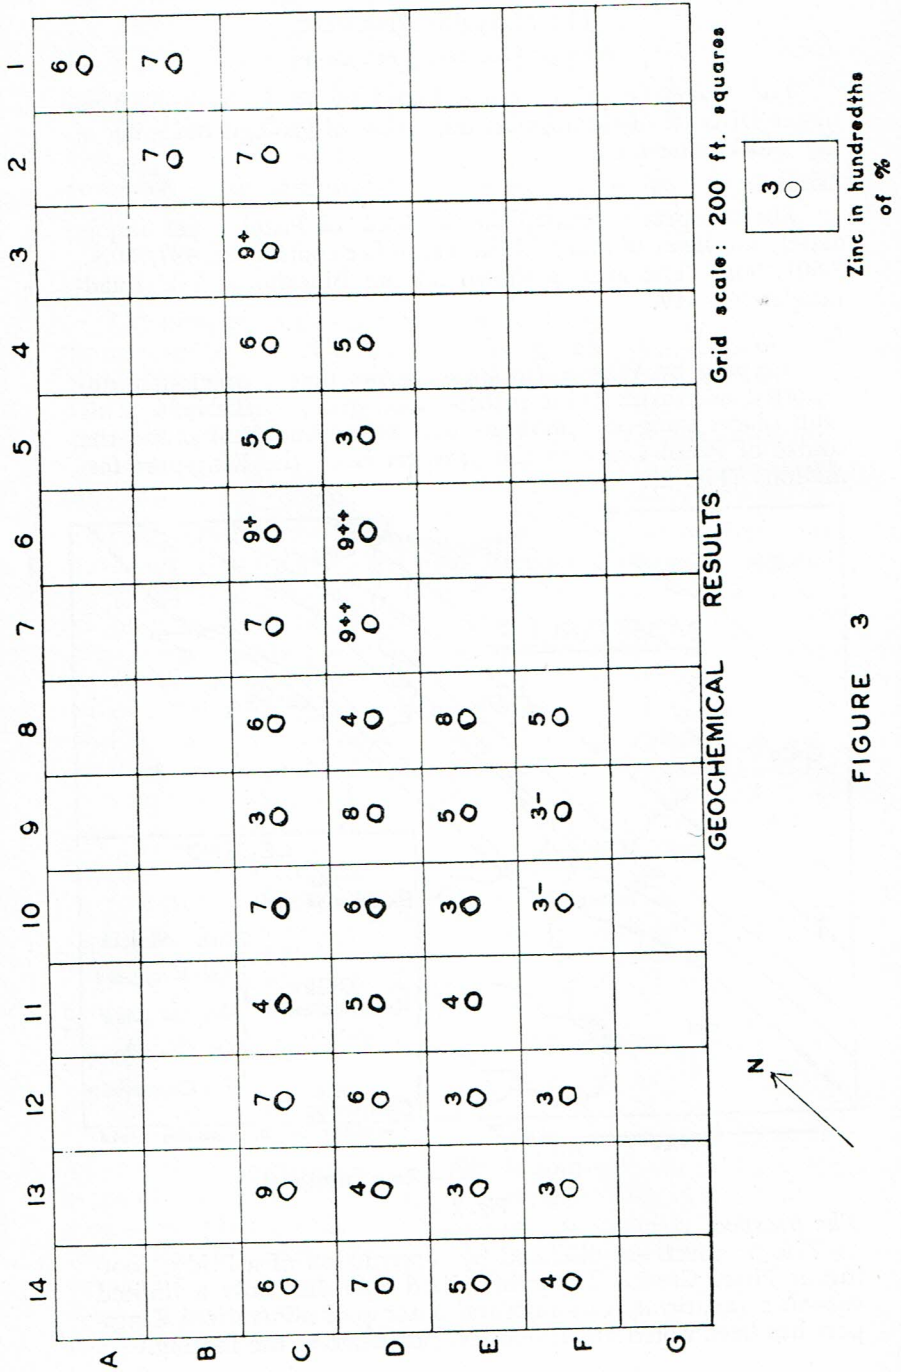 14 13 12 11 10 9 8 7 6 5 4 3 2 1
A 6
B 7 7
C 6 9 7 4 7 3 6 7 9+ 5 6 9+ 7
D 7 4 6 5 6 8 4 9++ 9++ 3 5
E 5 3 3 4 3 5 8
F 4 3 3 3- 3- 5
G
GEOCHEMICAL RESULTS
Grid scale: 200 ft. squares
N
3
FIGURE 3
Zinc in hundredths
of %